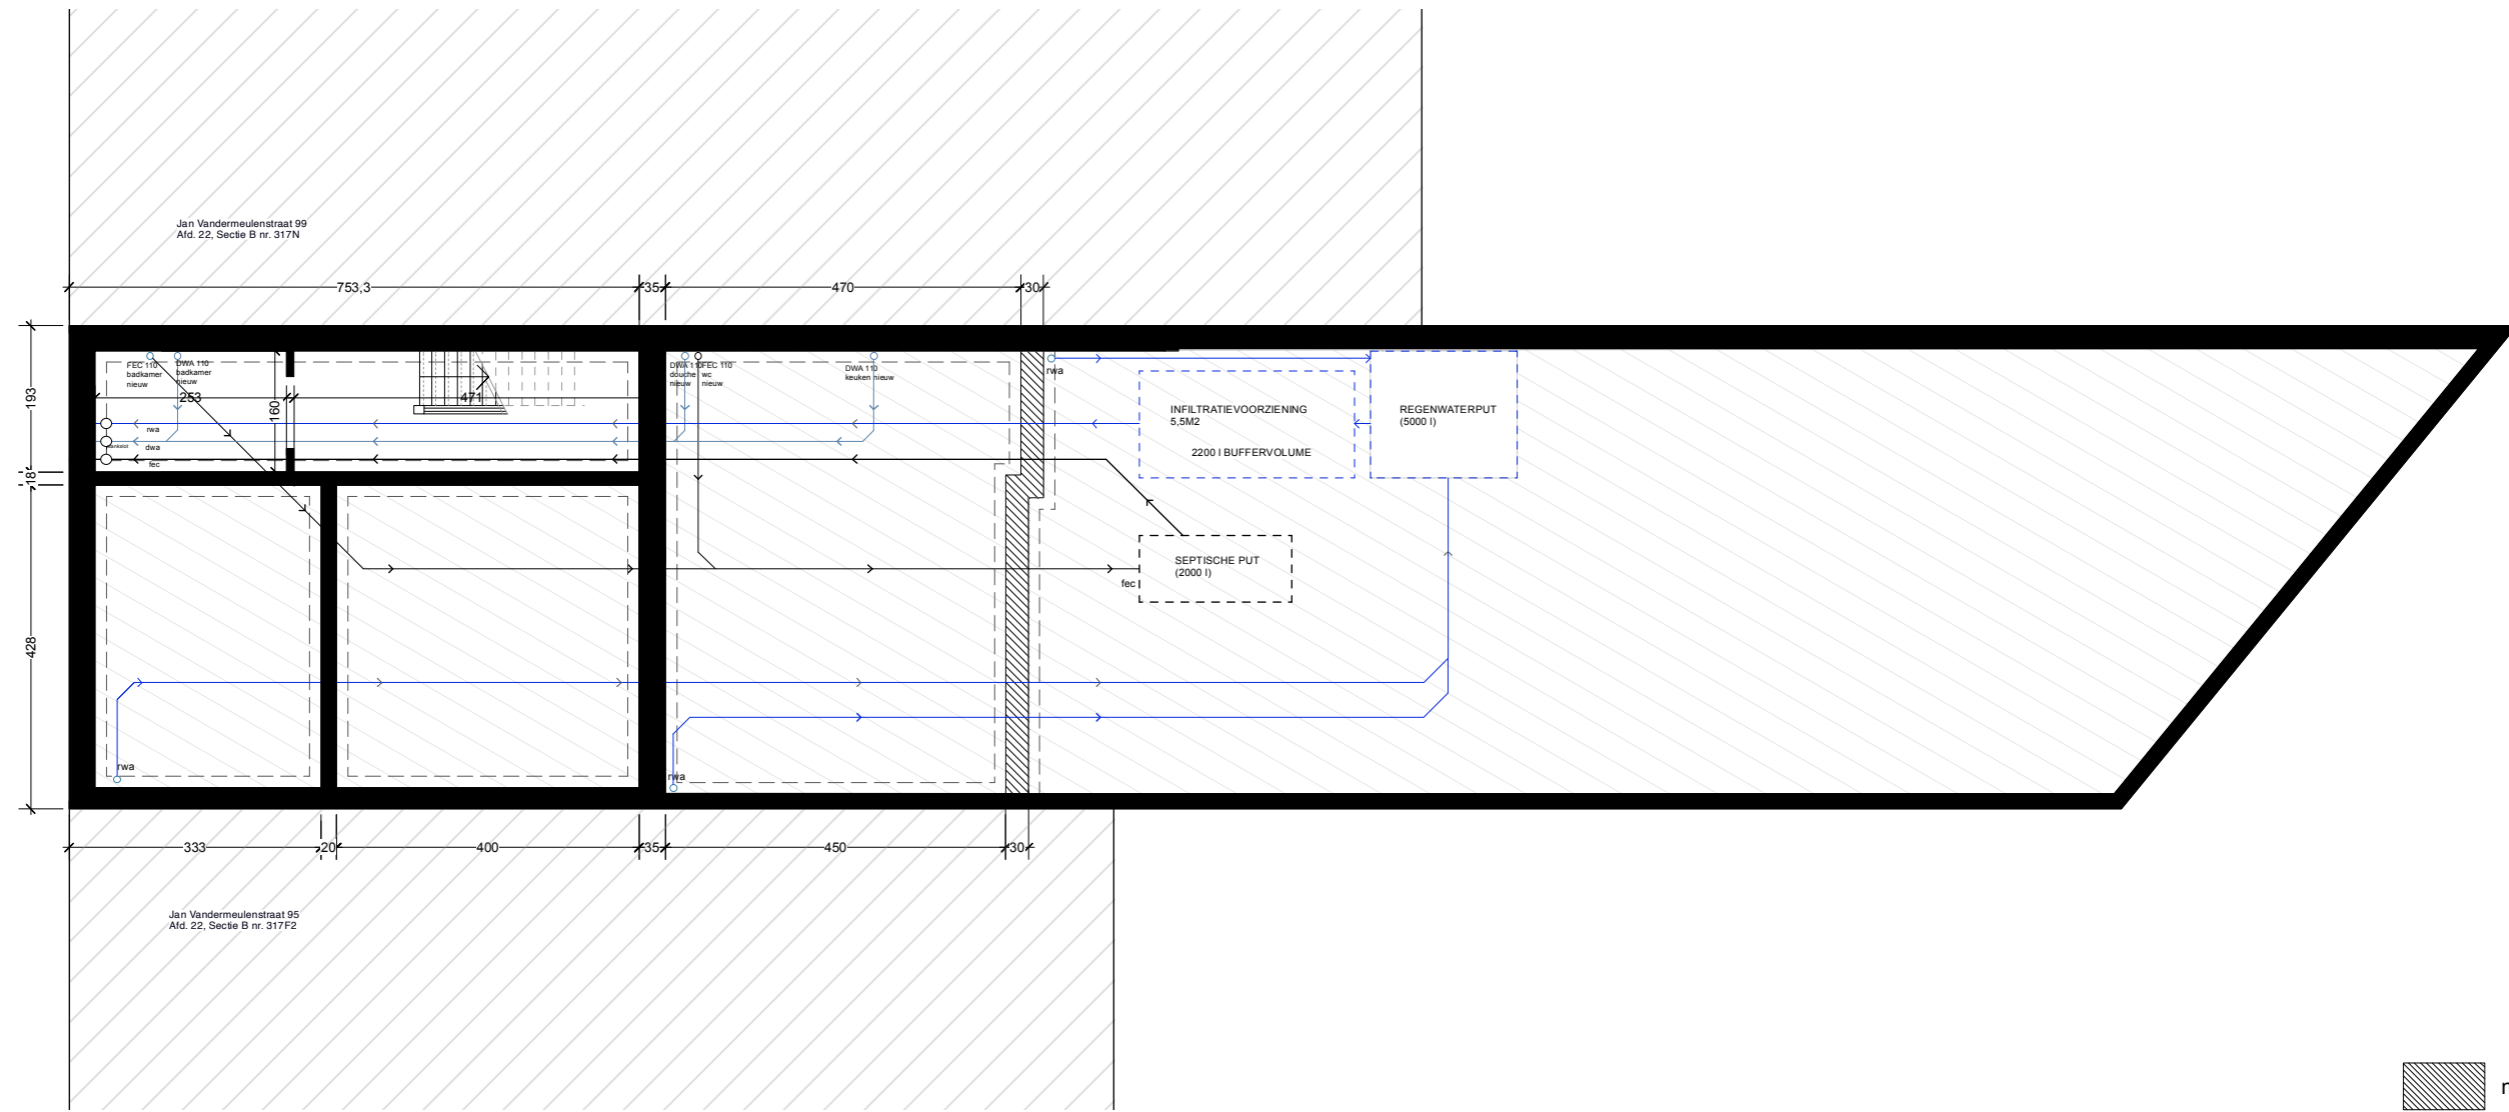 Jan Vandermeulenstraat 99
Afd. 22, Sectie B nr. 317N
753,3
35
470
30
193
18
428
FEC 110
badkamer
nieuw
DWA 110
badkamer
nieuw
253
160
471
rwa
dwa
fec
DWA 110
douche
nieuw
FEC 110
wc
nieuw
DWA 110
keuken nieuw
rwa
INFILTRATIEVOORZIENING
5,5M2
2200 l BUFFERVOLUME
REGENWATERPUT
(5000 l)
SEPTISCHE PUT
(2000 l)
fec
rwa
rwa
333
20
400
35
450
30
Jan Vandermeulenstraat 95
Afd. 22, Sectie B nr. 317F2